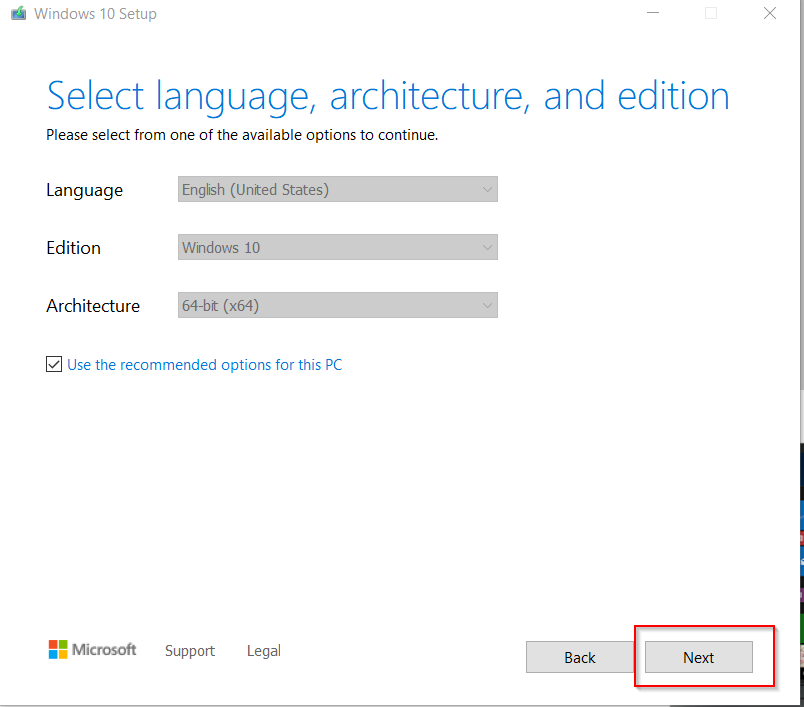 Windows 10 Setup
Select language, architecture, and edition
Please select from one of the available options to continue.
Language English (United States)
Edition Windows 10
Architecture 64-bit (x64)
Use the recommended options for this PC
Microsoft Support Legal Back Next